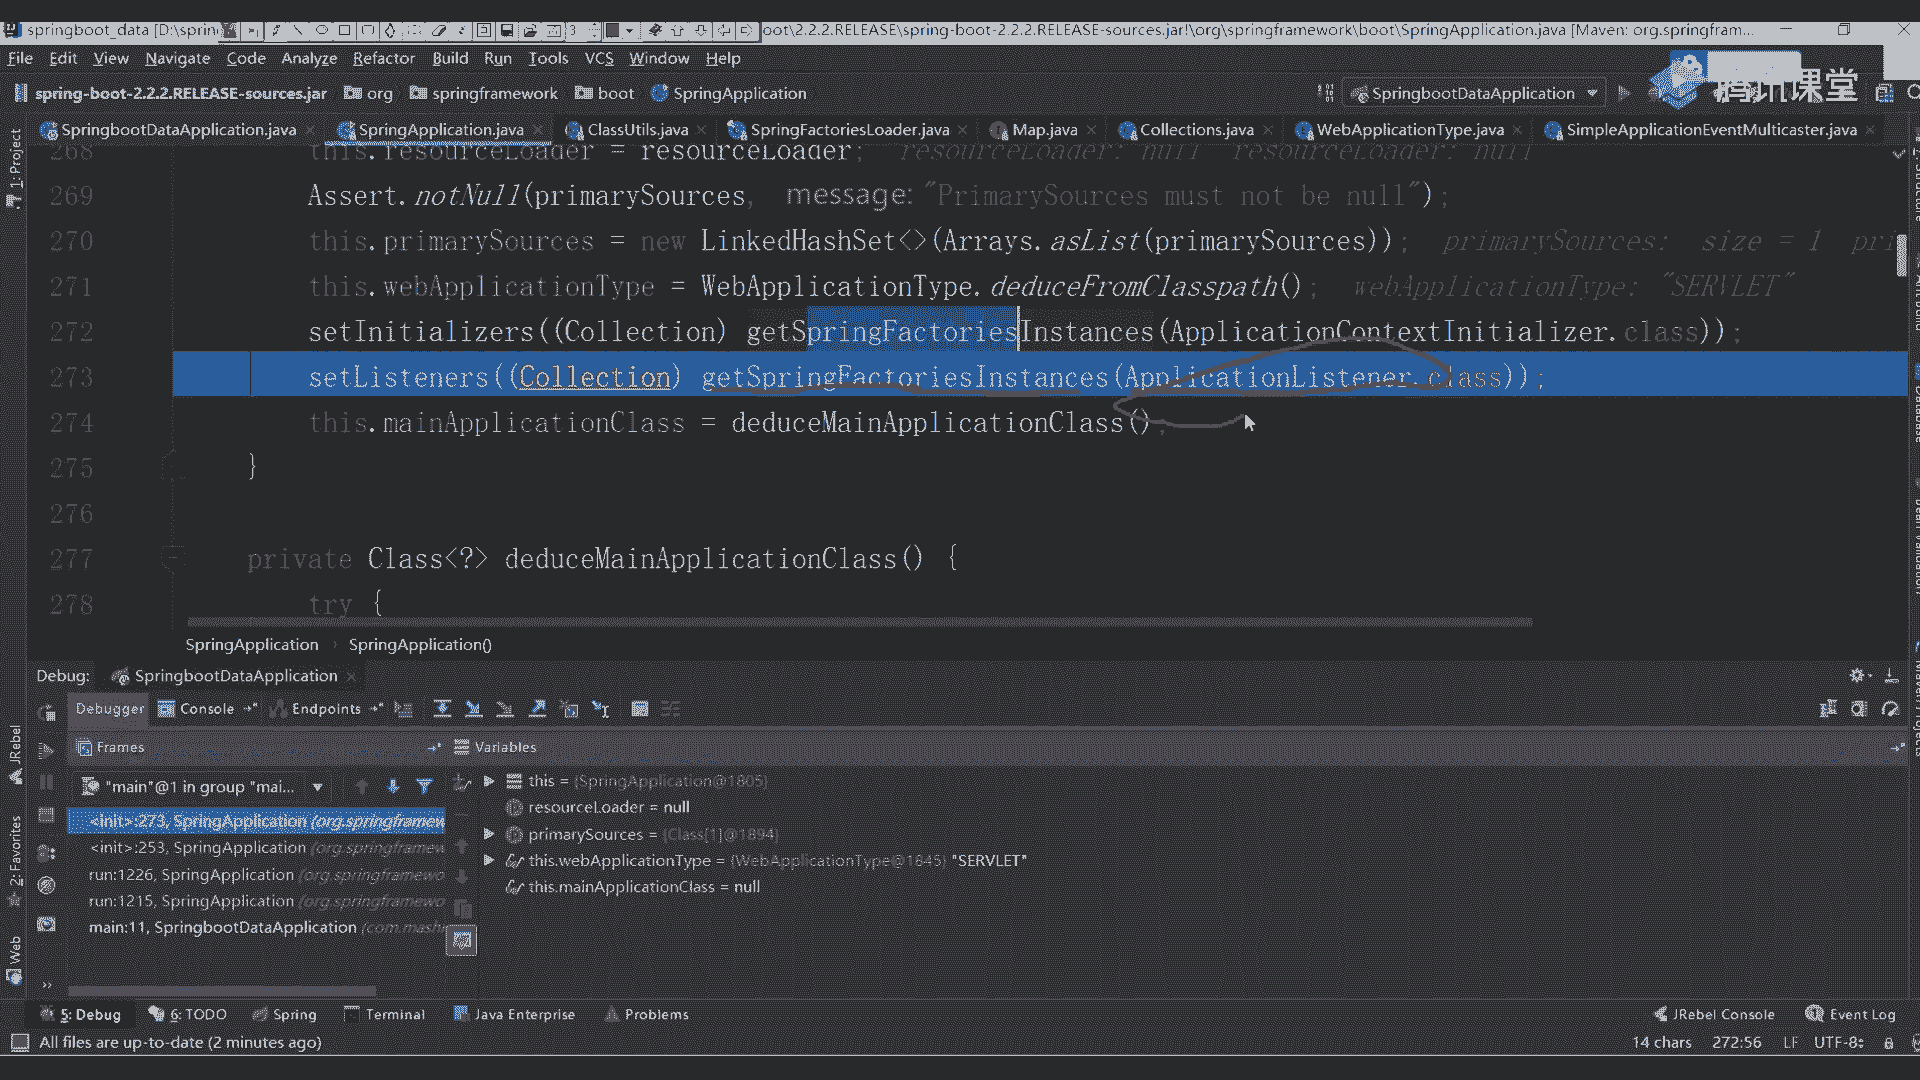 springboot_data [D:\spring
oot\2.2.2.RELEASE\spring-boot-2.2.2.RELEASE-sources.jar!\org\springframework\boot\SpringApplication.java [Maven: org.springfram...
File Edit View Navigate Code Analyze Refactor Build Run Tools VCS Window Help
spring-boot-2.2.2.RELEASE-sources.jar org springframework boot SpringApplication
SpringbootDataApplication
腾讯课堂
SpringbootDataApplication.java SpringApplication.java ClassUtils.java SpringFactoriesLoader.java Map.java Collections.java WebApplicationType.java SimpleApplicationEventMulticaster.java
1: Project
268 this.resourceLoader = resourceLoader; resourceLoader: null resourceLoader: null
269 Assert.notNull(primarySources, message: "PrimarySources must not be null");
270 this.primarySources = new LinkedHashSet<>(Arrays.asList(primarySources)); primarySources: size = 1 pri
271 this.webApplicationType = WebApplicationType.deduceFromClasspath(); webApplicationType: "SERVLET"
272 setInitializers((Collection) getSpringFactoriesInstances(ApplicationContextInitializer.class));
273 setListeners((Collection) getSpringFactoriesInstances(ApplicationListener.class));
274 this.mainApplicationClass = deduceMainApplicationClass();
275 }
276
277 private Class<?> deduceMainApplicationClass() {
278 try {
SpringApplication › SpringApplication()
Debug: SpringbootDataApplication
Debugger Console Endpoints
Frames
Variables
"main"@1 in group "mai...
<init>:273, SpringApplication (org.springframew
<init>:253, SpringApplication (org.springframew
run:1226, SpringApplication (org.springframewo
run:1215, SpringApplication (org.springframewo
main:11, SpringbootDataApplication (com.mashi
this = {SpringApplication@1805}
resourceLoader = null
primarySources = {Class[1]@1894}
this.webApplicationType = {WebApplicationType@1845} "SERVLET"
this.mainApplicationClass = null
JRebel
2: Favorites
Web
5: Debug 6: TODO Spring Terminal Java Enterprise Problems
JRebel Console Event Log
All files are up-to-date (2 minutes ago)
14 chars 272:56 LF UTF-8